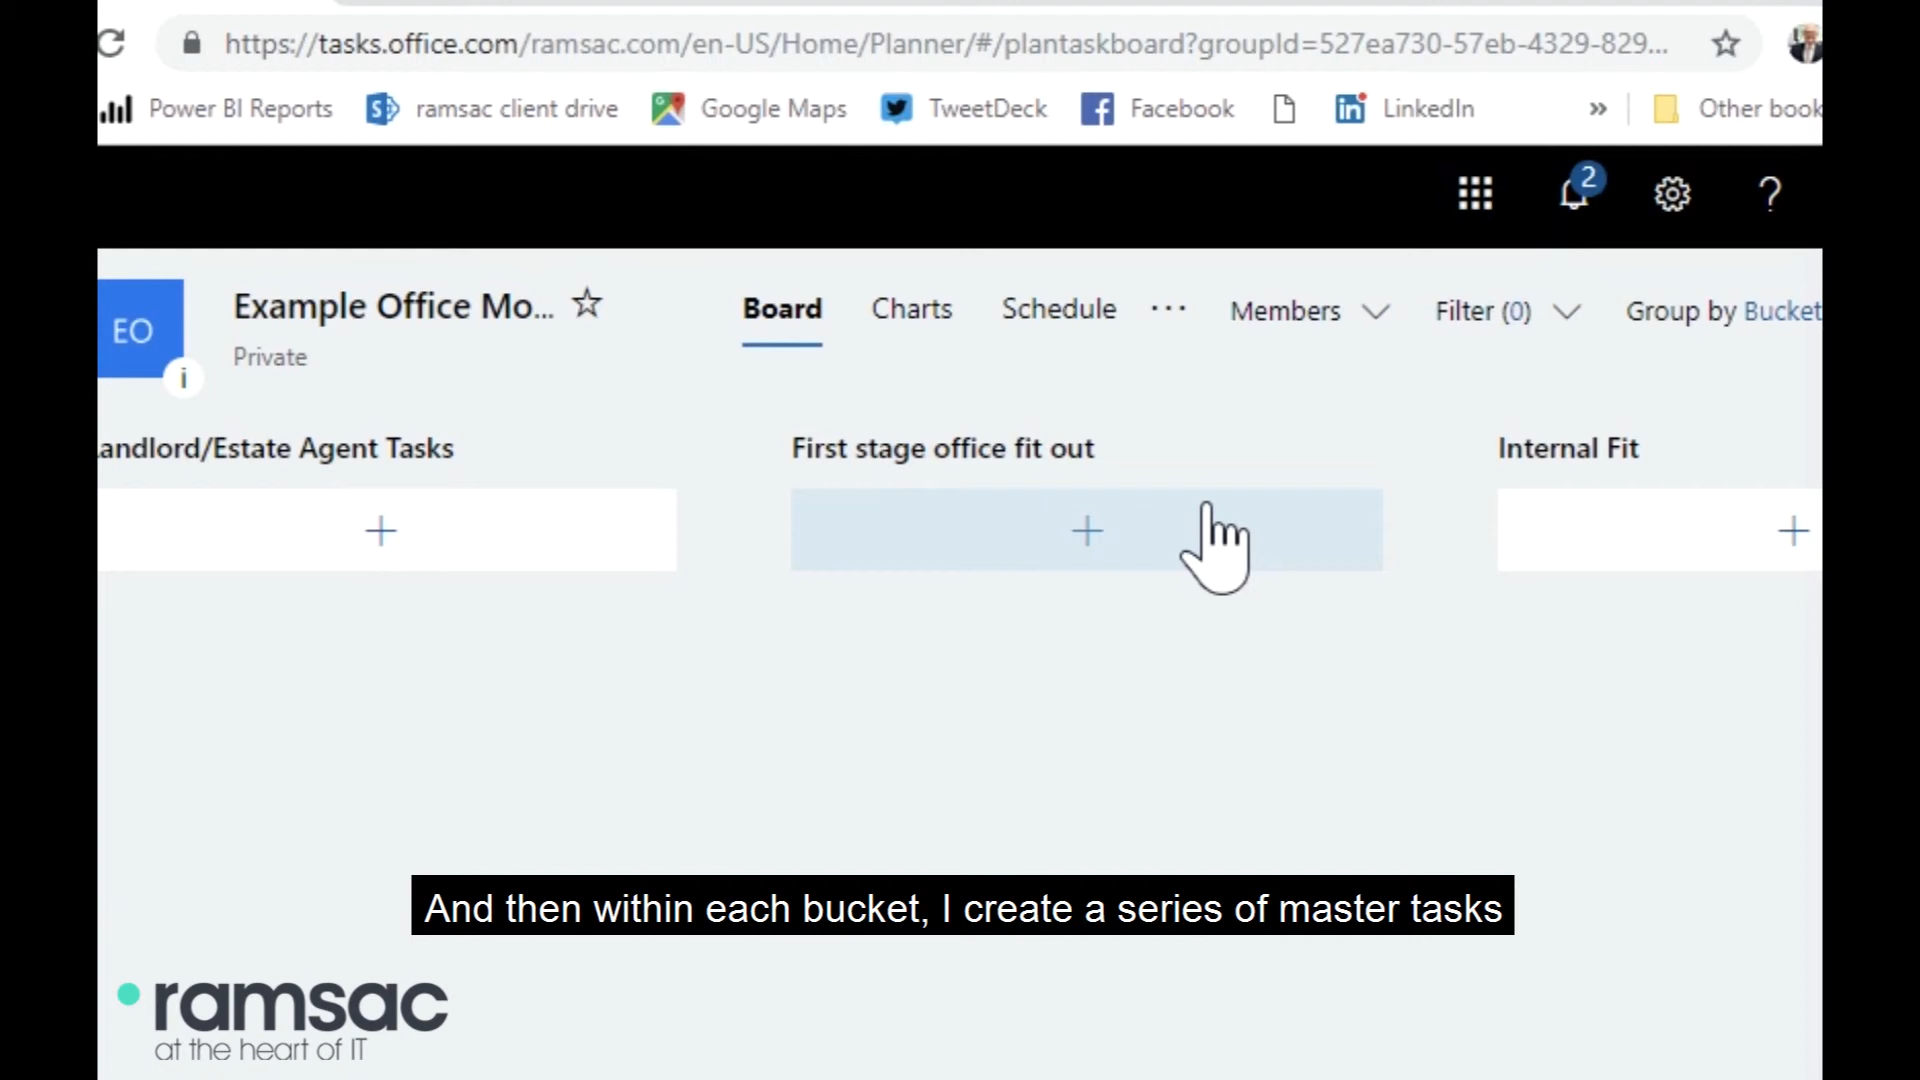 https://tasks.office.com/ramsac.com/en-US/Home/Planner/#/plantaskboard?groupId=527ea730-57eb-4329-829...
Power BI Reports ramsac client drive Google Maps TweetDeck Facebook LinkedIn » Other book
2 ?
EO Example Office Mo... Board Charts Schedule ... Members Filter (0) Group by Bucket
i Private
andlord/Estate Agent Tasks First stage office fit out Internal Fit
+ + +
And then within each bucket, I create a series of master tasks
ramsac
at the heart of IT